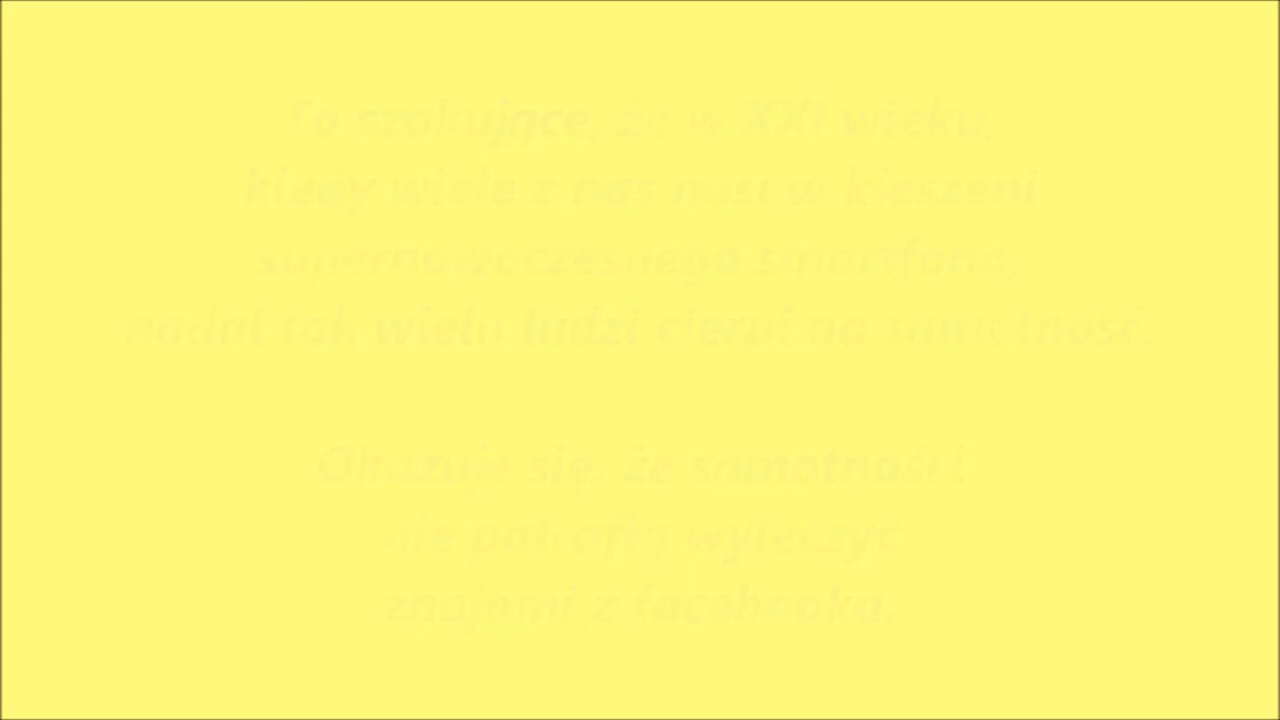 To szokujące, że w XXI wieku,
kiedy wiele z nas nosi w kieszeni
supernowoczesnego smartfona,
nadal tak wielu ludzi cierpi na samotność.
Okazuje się, że samotności
nie potrafią wyleczyć
znajomi z facebooka.